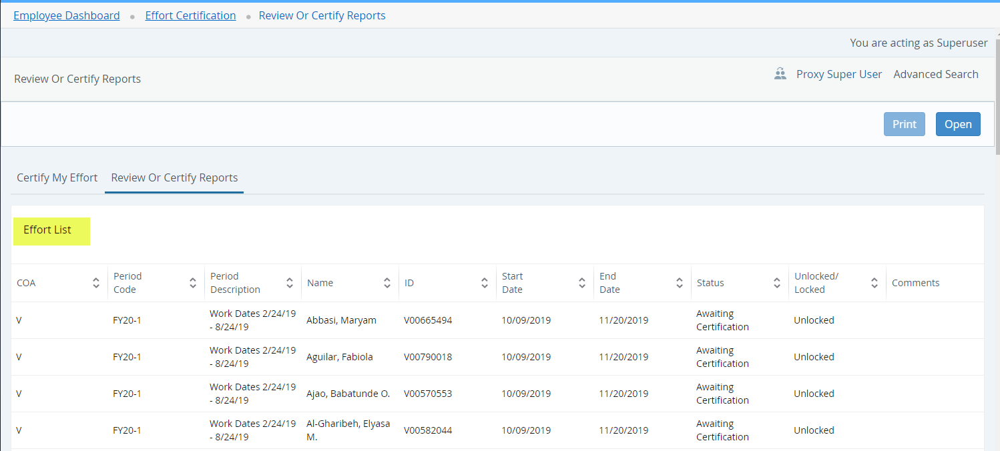 Employee Dashboard • Effort Certification • Review Or Certify Reports
You are acting as Superuser
Review Or Certify Reports
Proxy Super User Advanced Search
Print Open
Certify My Effort Review Or Certify Reports
Effort List
COA Period Code Period Description Name ID Start Date End Date Status Unlocked/ Locked Comments
V FY20-1 Work Dates 2/24/19 - 8/24/19 Abbasi, Maryam V00665494 10/09/2019 11/20/2019 Awaiting Certification Unlocked
V FY20-1 Work Dates 2/24/19 - 8/24/19 Aguilar, Fabiola V00790018 10/09/2019 11/20/2019 Awaiting Certification Unlocked
V FY20-1 Work Dates 2/24/19 - 8/24/19 Ajao, Babatunde O. V00570553 10/09/2019 11/20/2019 Awaiting Certification Unlocked
V FY20-1 Work Dates 2/24/19 - 8/24/19 Al-Gharibeh, Elyasa M. V00582044 10/09/2019 11/20/2019 Awaiting Certification Unlocked